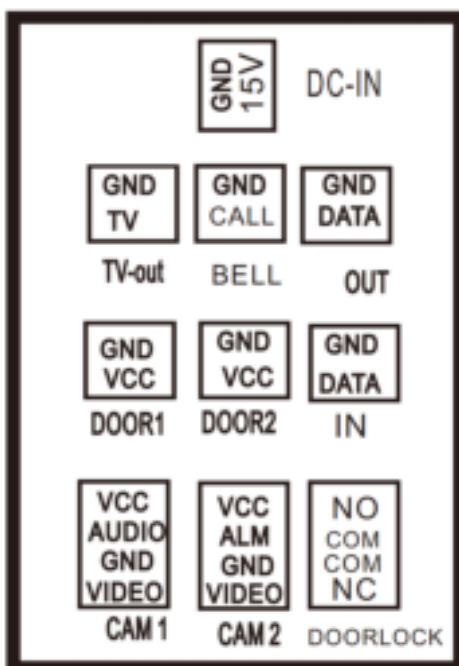 GND
15V
DC-IN
GND GND GND
TV CALL DATA
TV-out BELL OUT
GND GND GND
VCC VCC DATA
DOOR1 DOOR2 IN
VCC VCC NO
AUDIO ALM COM
GND GND COM
VIDEO VIDEO NC
CAM 1 CAM 2 DOORLOCK